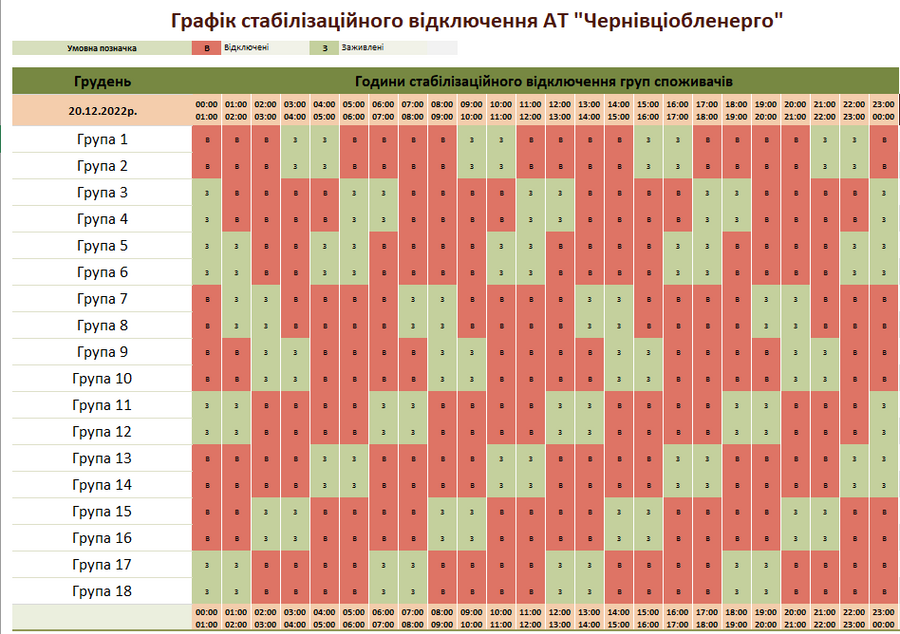 Графік стабілізаційного відключення АТ "Чернівціобленерго"
Умовна позначка В Відключені З Заживлені
Грудень Години стабілізаційного відключення груп споживачів
20.12.2022р. 00:00 01:00 02:00 03:00 04:00 05:00 06:00 07:00 08:00 09:00 10:00 11:00 12:00 13:00 14:00 15:00 16:00 17:00 18:00 19:00 20:00 21:00 22:00 23:00
01:00 02:00 03:00 04:00 05:00 06:00 07:00 08:00 09:00 10:00 11:00 12:00 13:00 14:00 15:00 16:00 17:00 18:00 19:00 20:00 21:00 22:00 23:00 00:00
Група 1 В В В З З В В В В З З В В В В З З В В В В З З В
Група 2 В В В З З В В В В З З В В В В З З В В В В З З В
Група 3 З В В В В З З В В В В З З В В В В З З В В В В З
Група 4 З В В В В З З В В В В З З В В В В З З В В В В З
Група 5 З З В В З З В В В В З З В В В В З З В В В В З З
Група 6 З З В В З З В В В В З З В В В В З З В В В В З З
Група 7 В З З В В В В З З В В В В З З В В В В З З В В В
Група 8 В З З В В В В З З В В В В З З В В В В З З В В В
Група 9 В В З З В В В В З З В В В В З З В В В В З З В В
Група 10 В В З З В В В В З З В В В В З З В В В В З З В В
Група 11 З З В В В В З З В В В В З З В В В В З З В В В З
Група 12 З З В В В В З З В В В В З З В В В В З З В В В З
Група 13 В В В В З З В В В В З З В В В В З З В В В В З З
Група 14 В В В В З З В В В В З З В В В В З З В В В В З З
Група 15 В В З З В В В В З З В В В В З З В В В В З З В В
Група 16 В В З З В В В В З З В В В В З З В В В В З З В В
Група 17 З З В В В В З З В В В В З З В В В В З З В В В В
Група 18 З З В В В В З З В В В В З З В В В В З З В В В В
00:00 01:00 02:00 03:00 04:00 05:00 06:00 07:00 08:00 09:00 10:00 11:00 12:00 13:00 14:00 15:00 16:00 17:00 18:00 19:00 20:00 21:00 22:00 23:00
01:00 02:00 03:00 04:00 05:00 06:00 07:00 08:00 09:00 10:00 11:00 12:00 13:00 14:00 15:00 16:00 17:00 18:00 19:00 20:00 21:00 22:00 23:00 00:00